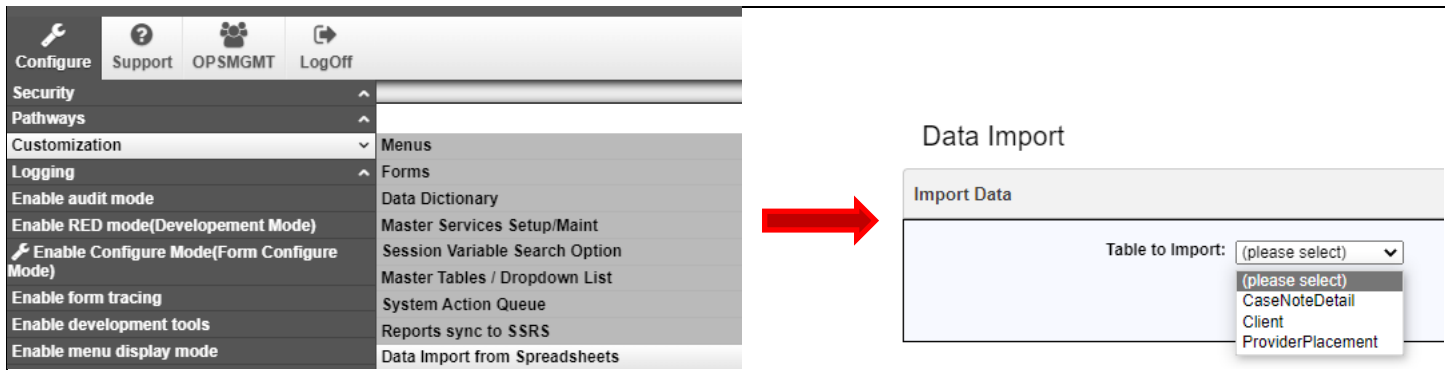 Configure Support OPSMGMT LogOff
Security
Pathways
Customization
Logging
Enable audit mode
Enable RED mode(Developement Mode)
Enable Configure Mode(Form Configure
Mode)
Enable form tracing
Enable development tools
Enable menu display mode
Menus
Forms
Data Dictionary
Master Services Setup/Maint
Session Variable Search Option
Master Tables / Dropdown List
System Action Queue
Reports sync to SSRS
Data Import from Spreadsheets
Data Import
Import Data
Table to Import: (please select)
(please select)
CaseNoteDetail
Client
ProviderPlacement